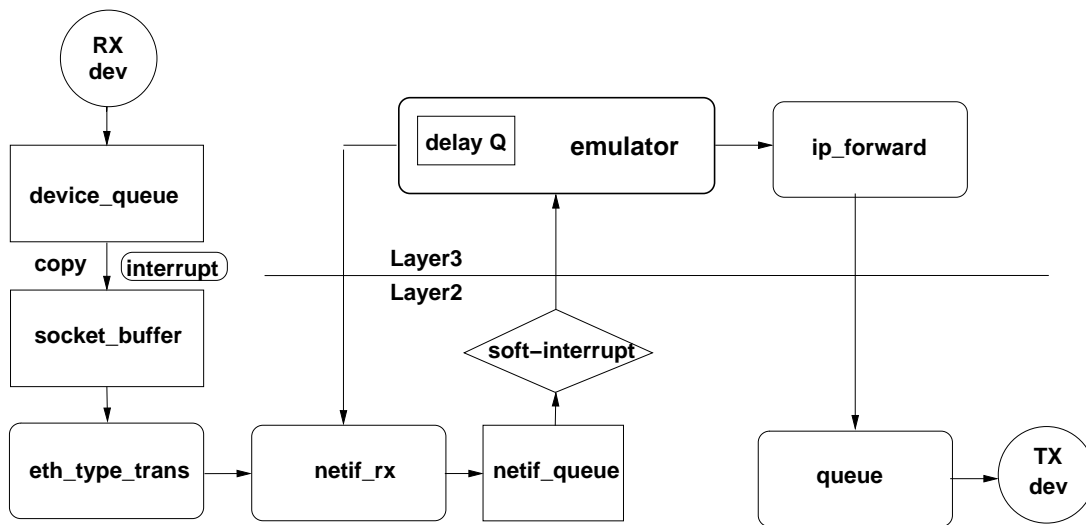 RX
dev
device_queue
copy
interrupt
socket_buffer
eth_type_trans
netif_rx
netif_queue
soft−interrupt
Layer3
Layer2
delay Q
emulator
ip_forward
queue
TX
dev